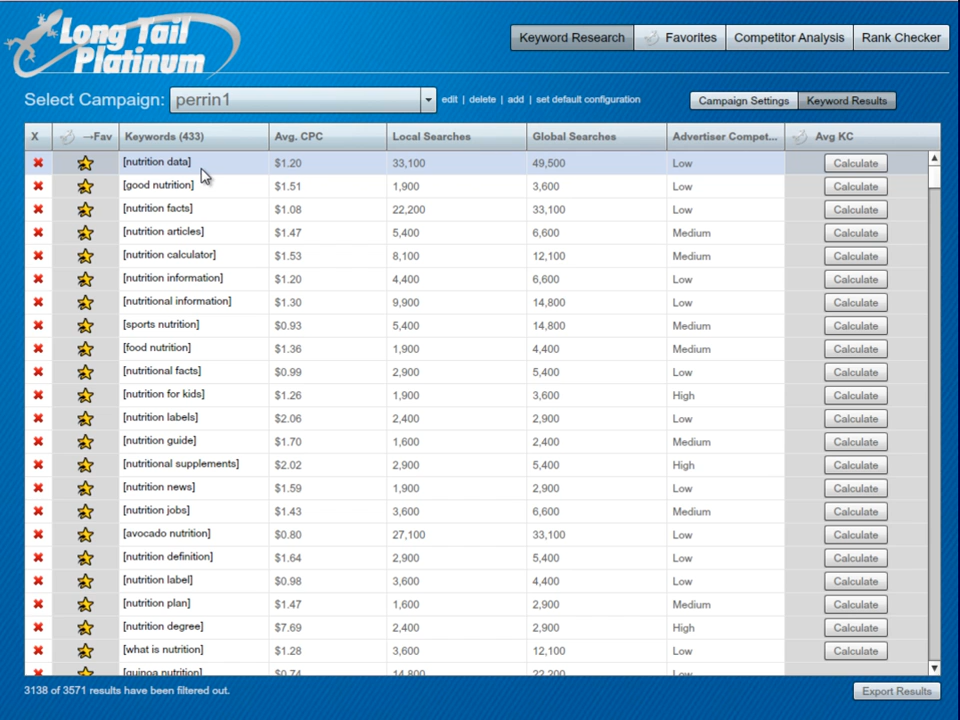 Long Tail
Platinum
Keyword Research Favorites Competitor Analysis Rank Checker
Select Campaign: perrin1 edit | delete | add | set default configuration Campaign Settings Keyword Results
X →Fav Keywords (433) Avg. CPC Local Searches Global Searches Advertiser Compet... Avg KC
[nutrition data] $1.20 33,100 49,500 Low Calculate
[good nutrition] $1.51 1,900 3,600 Low Calculate
[nutrition facts] $1.08 22,200 33,100 Low Calculate
[nutrition articles] $1.47 5,400 6,600 Medium Calculate
[nutrition calculator] $1.53 8,100 12,100 Medium Calculate
[nutrition information] $1.20 4,400 6,600 Low Calculate
[nutritional information] $1.30 9,900 14,800 Low Calculate
[sports nutrition] $0.93 5,400 14,800 Medium Calculate
[food nutrition] $1.36 1,900 4,400 Medium Calculate
[nutritional facts] $0.99 2,900 5,400 Low Calculate
[nutrition for kids] $1.26 1,900 3,600 High Calculate
[nutrition labels] $2.06 2,400 2,900 Low Calculate
[nutrition guide] $1.70 1,600 2,400 Medium Calculate
[nutritional supplements] $2.02 2,900 5,400 High Calculate
[nutrition news] $1.59 1,900 2,900 Low Calculate
[nutrition jobs] $1.43 3,600 6,600 Medium Calculate
[avocado nutrition] $0.80 27,100 33,100 Low Calculate
[nutrition definition] $1.64 2,900 5,400 Low Calculate
[nutrition label] $0.98 3,600 4,400 Low Calculate
[nutrition plan] $1.47 1,600 2,900 Medium Calculate
[nutrition degree] $7.69 2,400 2,900 High Calculate
[what is nutrition] $1.28 3,600 12,100 Low Calculate
[quinoa nutrition] $0.74 14,800 22,200 Low
3138 of 3571 results have been filtered out. Export Results